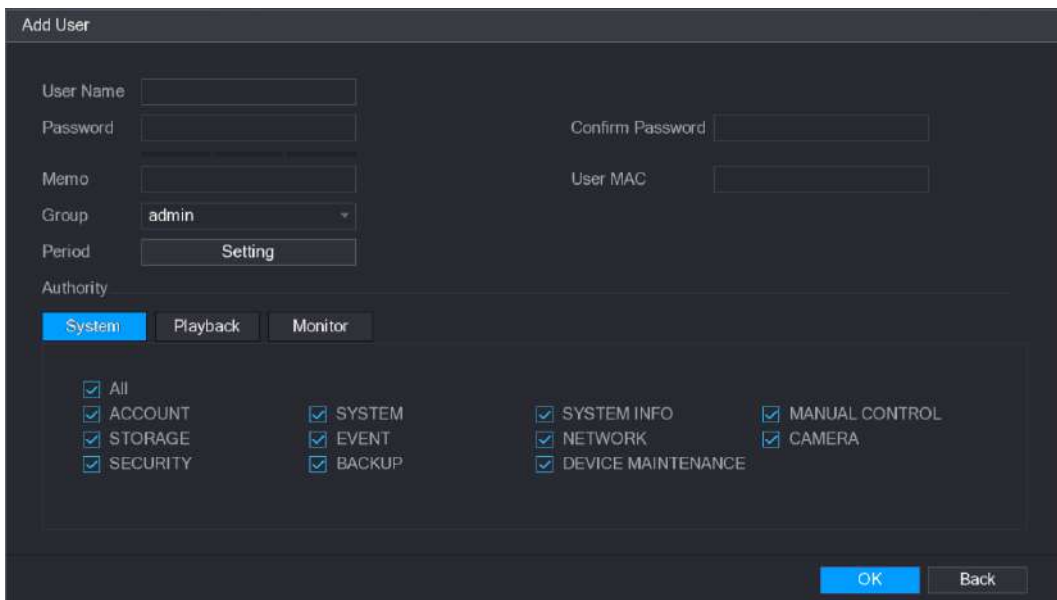 Add User
User Name
Password Confirm Password
Memo User MAC
Group admin
Period Setting
Authority
System Playback Monitor
All
ACCOUNT SYSTEM SYSTEM INFO MANUAL CONTROL
STORAGE EVENT NETWORK CAMERA
SECURITY BACKUP DEVICE MAINTENANCE
OK Back